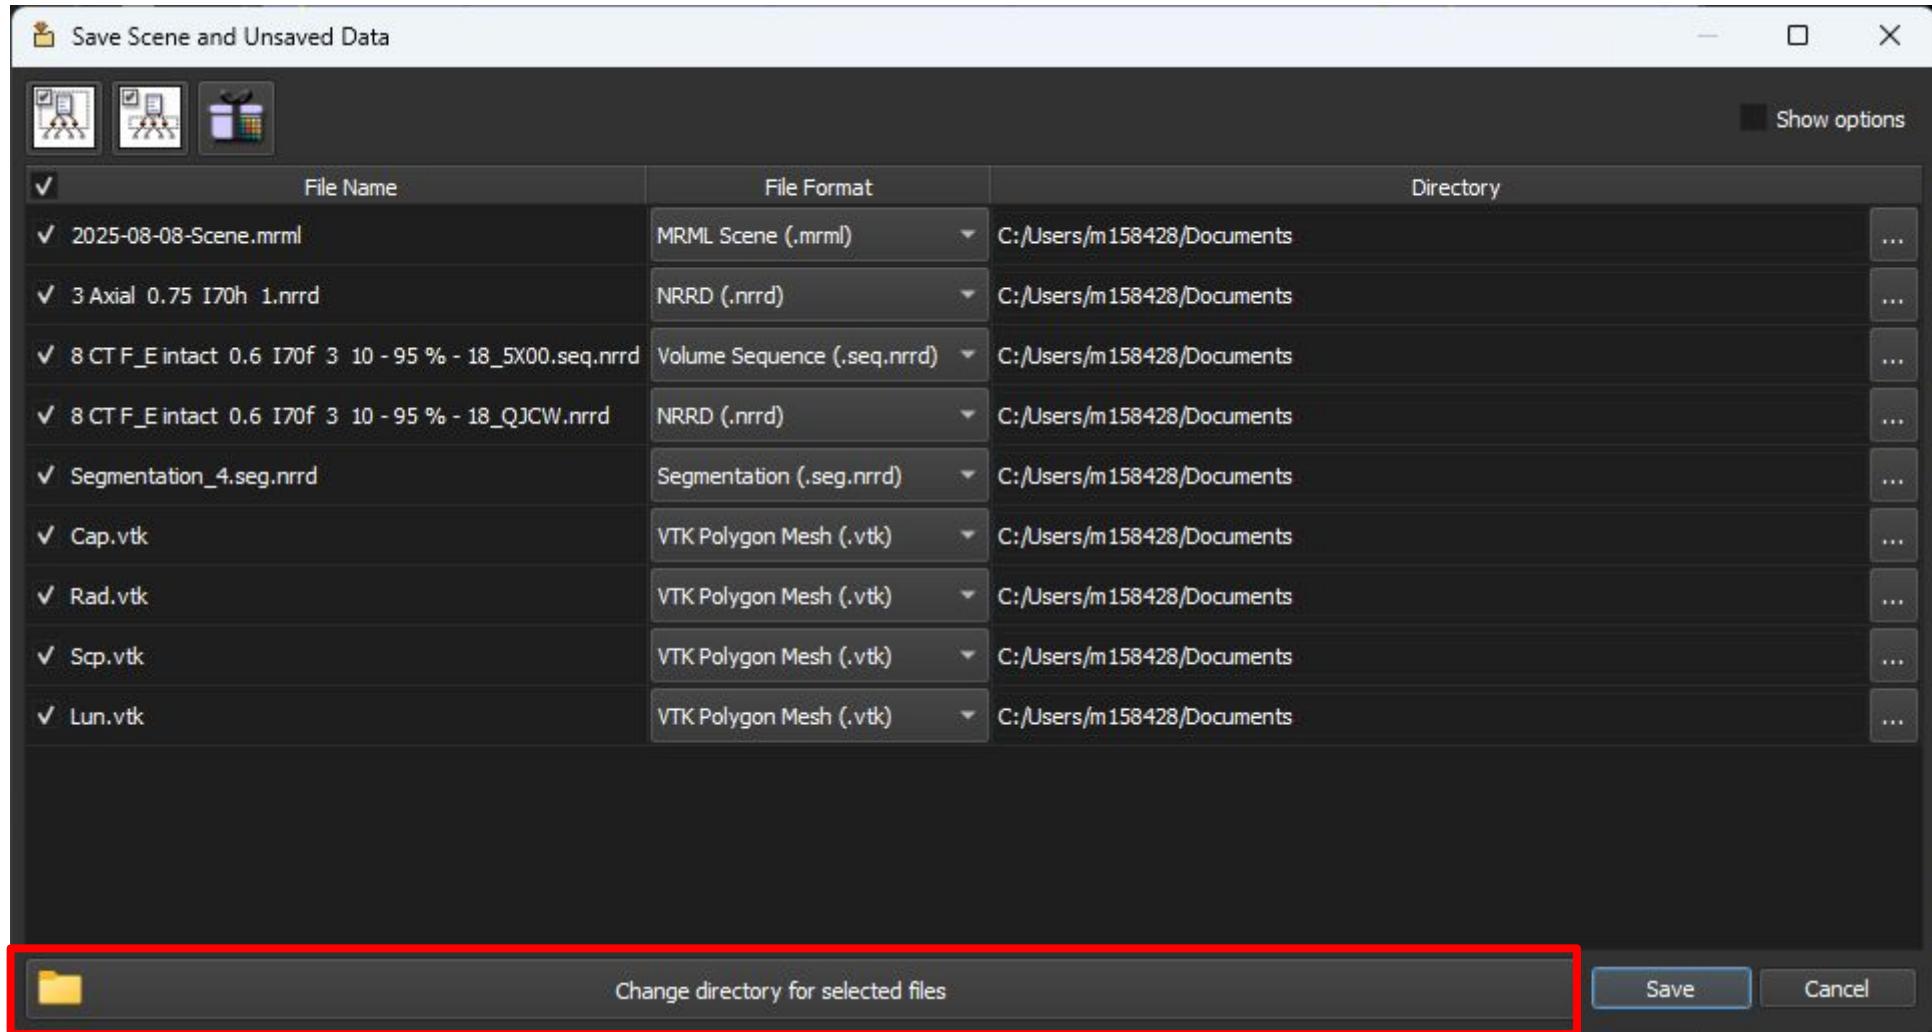 Save Scene and Unsaved Data
Show options
File Name File Format Directory
2025-08-08-Scene.mrml MRML Scene (.mrml) C:/Users/m158428/Documents ...
3 Axial 0.75 I70h 1.nrrd NRRD (.nrrd) C:/Users/m158428/Documents ...
8 CT F_E intact 0.6 I70f 3 10 - 95 % - 18_5X00.seq.nrrd Volume Sequence (.seq.nrrd) C:/Users/m158428/Documents ...
8 CT F_E intact 0.6 I70f 3 10 - 95 % - 18_QJCW.nrrd NRRD (.nrrd) C:/Users/m158428/Documents ...
Segmentation_4.seg.nrrd Segmentation (.seg.nrrd) C:/Users/m158428/Documents ...
Cap.vtk VTK Polygon Mesh (.vtk) C:/Users/m158428/Documents ...
Rad.vtk VTK Polygon Mesh (.vtk) C:/Users/m158428/Documents ...
Scp.vtk VTK Polygon Mesh (.vtk) C:/Users/m158428/Documents ...
Lun.vtk VTK Polygon Mesh (.vtk) C:/Users/m158428/Documents ...
Change directory for selected files Save Cancel